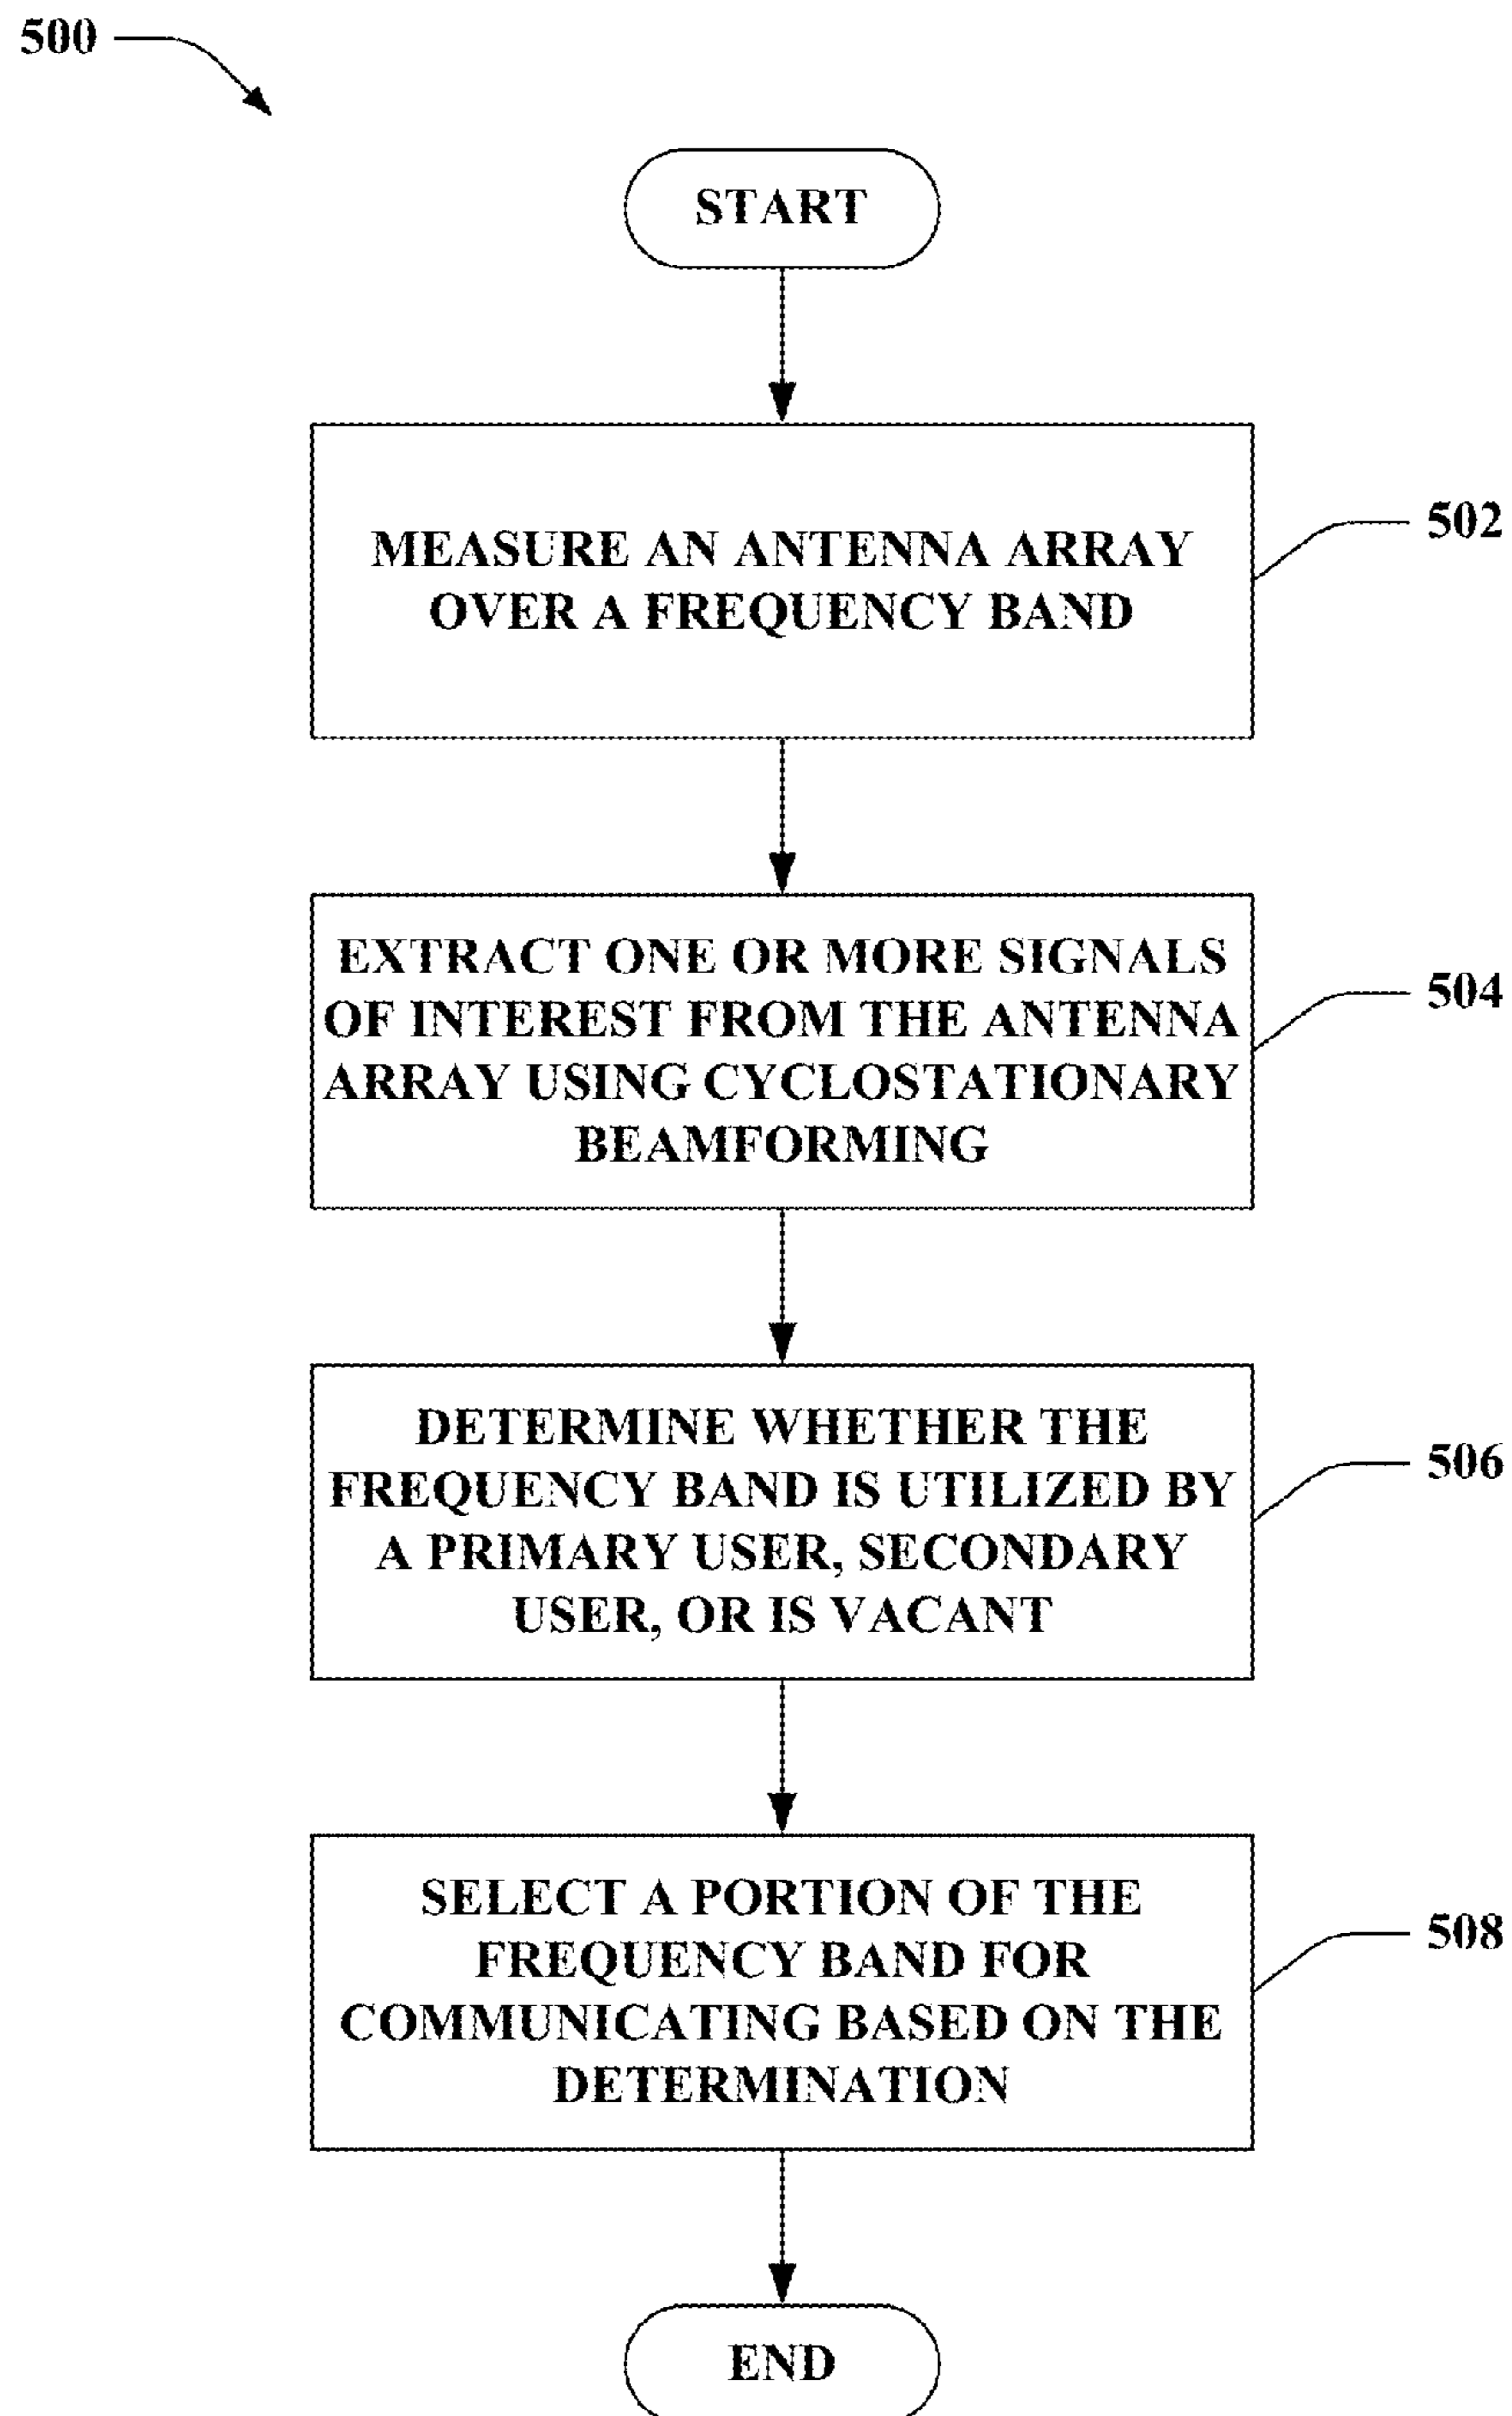 500
START
MEASURE AN ANTENNA ARRAY
OVER A FREQUENCY BAND
502
EXTRACT ONE OR MORE SIGNALS
OF INTEREST FROM THE ANTENNA
ARRAY USING CYCLOSTATIONARY
BEAMFORMING
504
DETERMINE WHETHER THE
FREQUENCY BAND IS UTILIZED BY
A PRIMARY USER, SECONDARY
USER, OR IS VACANT
506
SELECT A PORTION OF THE
FREQUENCY BAND FOR
COMMUNICATING BASED ON THE
DETERMINATION
508
END